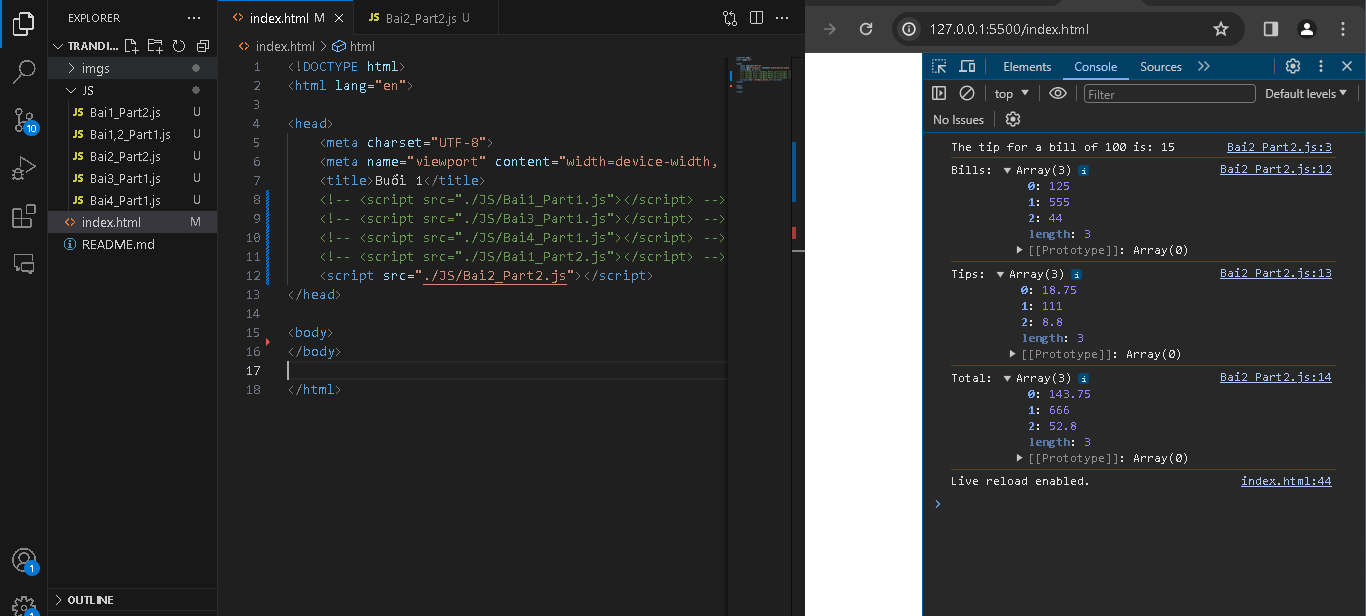 EXPLORER
TRANDI...
imgs
JS
JS Bai1_Part2.js U
JS Bai1,2_Part1.js U
JS Bai2_Part2.js U
JS Bai3_Part1.js U
JS Bai4_Part1.js U
<> index.html M
README.md
10
1
1
OUTLINE
<> index.html M
JS Bai2_Part2.js U
<> index.html > html
1 <!DOCTYPE html>
2 <html lang="en">
3
4 <head>
5 <meta charset="UTF-8">
6 <meta name="viewport" content="width=device-width,
7 <title>Buổi 1</title>
8 <!-- <script src="./JS/Bai1_Part1.js"></script> -->
9 <!-- <script src="./JS/Bai3_Part1.js"></script> -->
10 <!-- <script src="./JS/Bai4_Part1.js"></script> -->
11 <!-- <script src="./JS/Bai1_Part2.js"></script> -->
12 <script src="./JS/Bai2_Part2.js"></script>
13 </head>
14
15 <body>
16 </body>
17
18 </html>
127.0.0.1:5500/index.html
Elements Console Sources
top Filter Default levels
No Issues
The tip for a bill of 100 is: 15 Bai2_Part2.js:3
Bills: Array(3) i Bai2_Part2.js:12
0: 125
1: 555
2: 44
length: 3
[[Prototype]]: Array(0)
Tips: Array(3) i Bai2_Part2.js:13
0: 18.75
1: 111
2: 8.8
length: 3
[[Prototype]]: Array(0)
Total: Array(3) i Bai2_Part2.js:14
0: 143.75
1: 666
2: 52.8
length: 3
[[Prototype]]: Array(0)
Live reload enabled. index.html:44